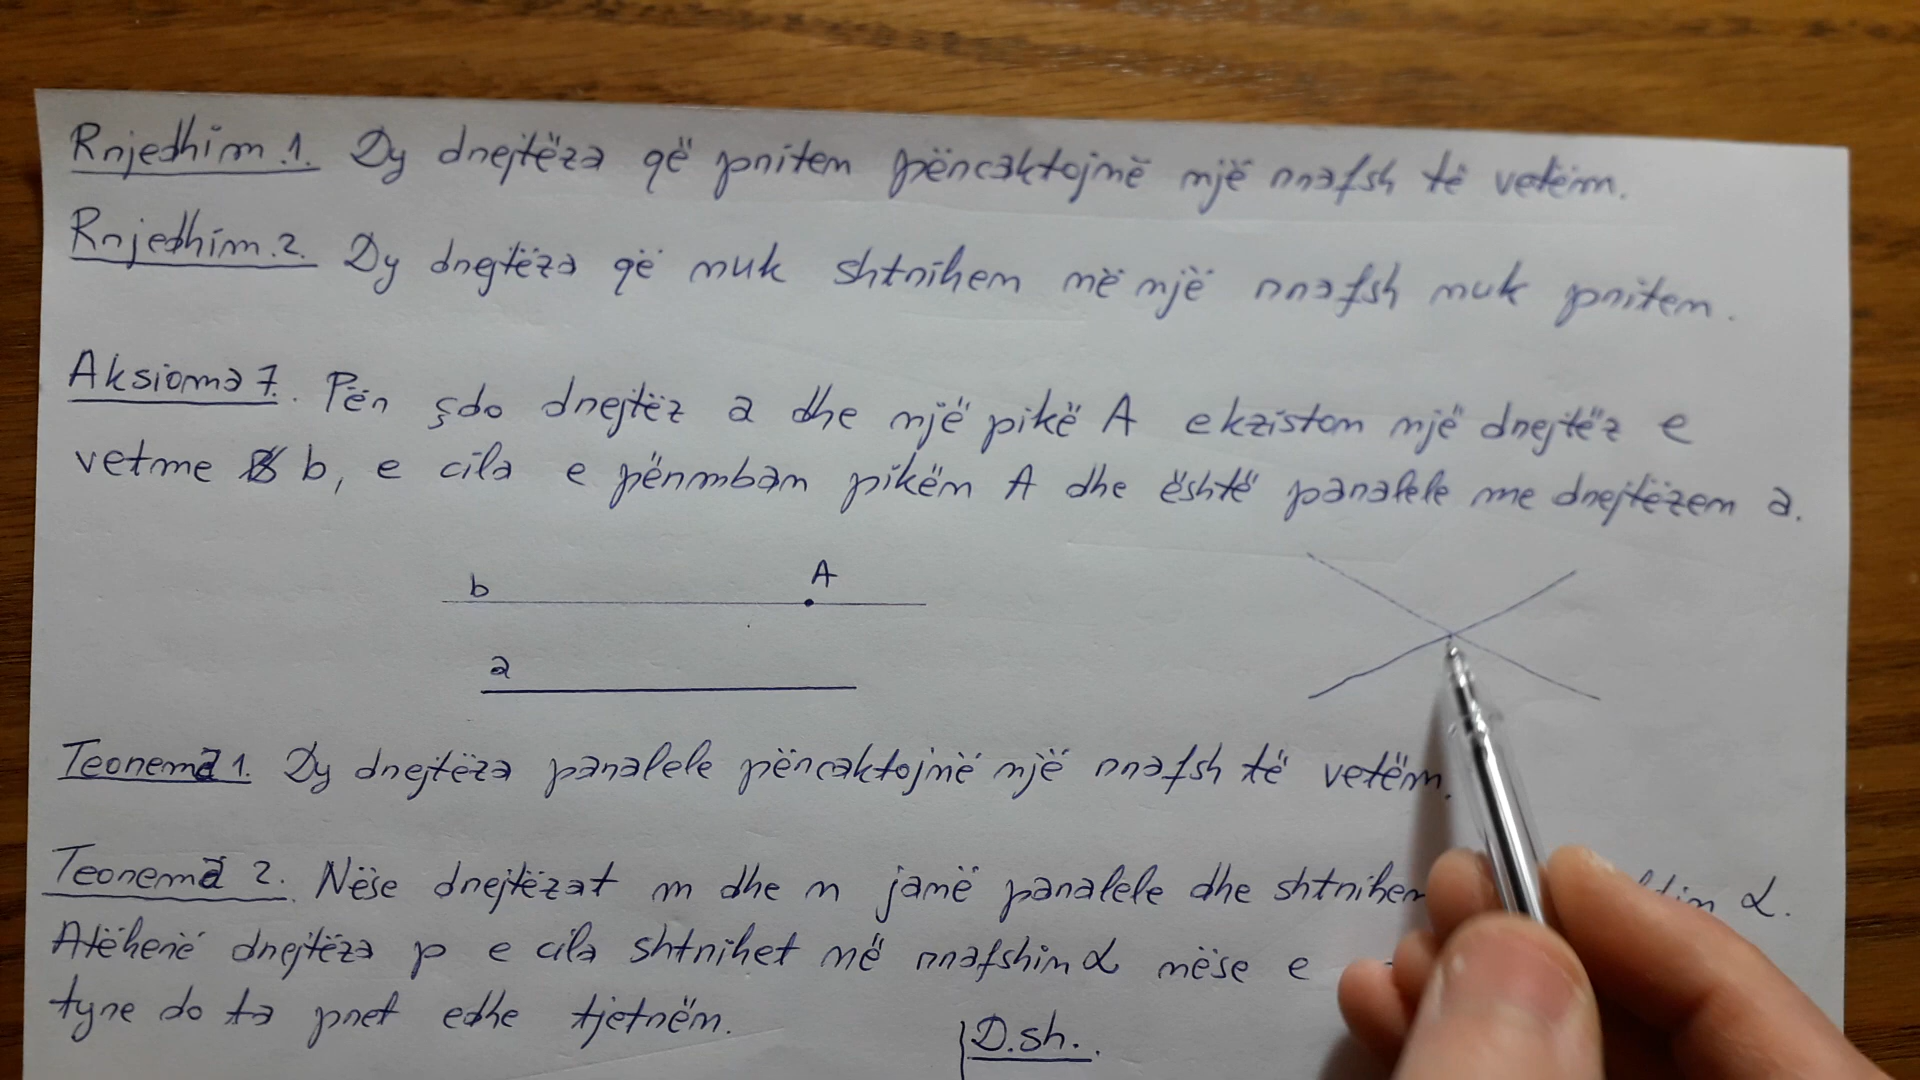 Rrjedhim.1. Dy drejtëza që priten përcaktojnë një rrafsh të vetëm.
Rrjedhim.2. Dy drejtëza që nuk shtrihen në një rrafsh nuk priten.
Aksioma 7. Për çdo drejtëz a dhe një pikë A ekziston një drejtëz e
vetme b, e cila e përmban pikën A dhe është paralele me drejtëzen a.
b A
a
Teorema 1. Dy drejtëza paralele përcaktojnë një rrafsh të vetëm.
Teorema 2. Nëse drejtëzat m dhe n janë paralele dhe shtrihen α.
Atëherë drejtëza p e cila shtrihet në rrafshin α nëse e
tyne do ta pret edhe tjetrën.
D.sh.